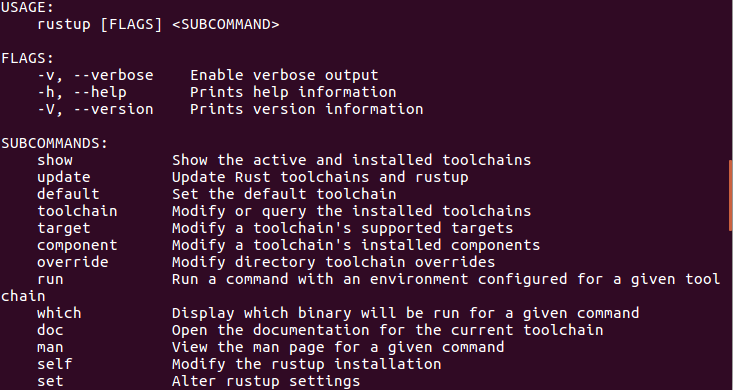 USAGE:
    rustup [FLAGS] <SUBCOMMAND>

FLAGS:
    -v, --verbose    Enable verbose output
    -h, --help       Prints help information
    -V, --version    Prints version information

SUBCOMMANDS:
    show           Show the active and installed toolchains
    update         Update Rust toolchains and rustup
    default        Set the default toolchain
    toolchain      Modify or query the installed toolchains
    target         Modify a toolchain's supported targets
    component      Modify a toolchain's installed components
    override       Modify directory toolchain overrides
    run            Run a command with an environment configured for a given tool
chain
    which          Display which binary will be run for a given command
    doc            Open the documentation for the current toolchain
    man            View the man page for a given command
    self           Modify the rustup installation
    set            Alter rustup settings